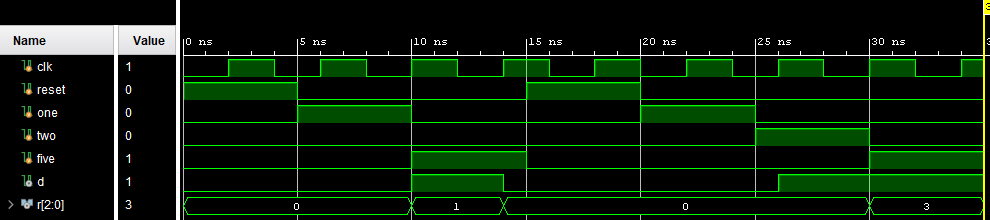 3
Name Value 0 ns 5 ns 10 ns 15 ns 20 ns 25 ns 30 ns
clk 1
reset 0
one 0
two 0
five 1
d 1
r[2:0] 3 0 1 0 3